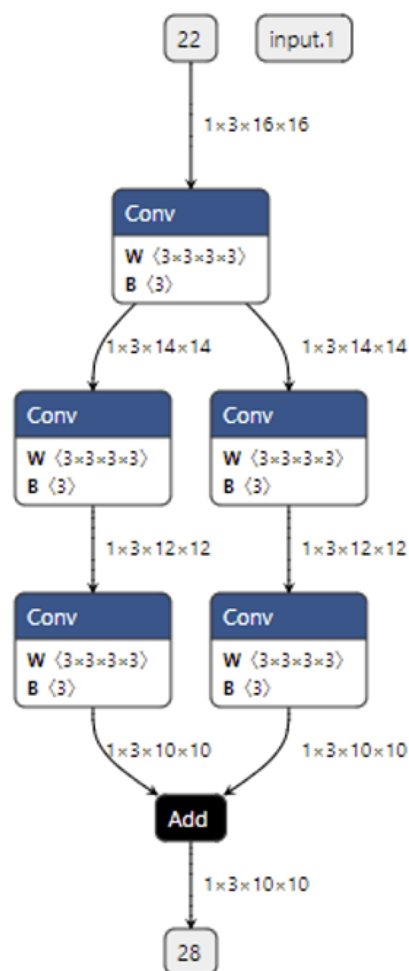 22 input.1
1×3×16×16
Conv
W ⟨3×3×3×3⟩
B ⟨3⟩
1×3×14×14 1×3×14×14
Conv Conv
W ⟨3×3×3×3⟩ W ⟨3×3×3×3⟩
B ⟨3⟩ B ⟨3⟩
1×3×12×12 1×3×12×12
Conv Conv
W ⟨3×3×3×3⟩ W ⟨3×3×3×3⟩
B ⟨3⟩ B ⟨3⟩
1×3×10×10 1×3×10×10
Add
1×3×10×10
28